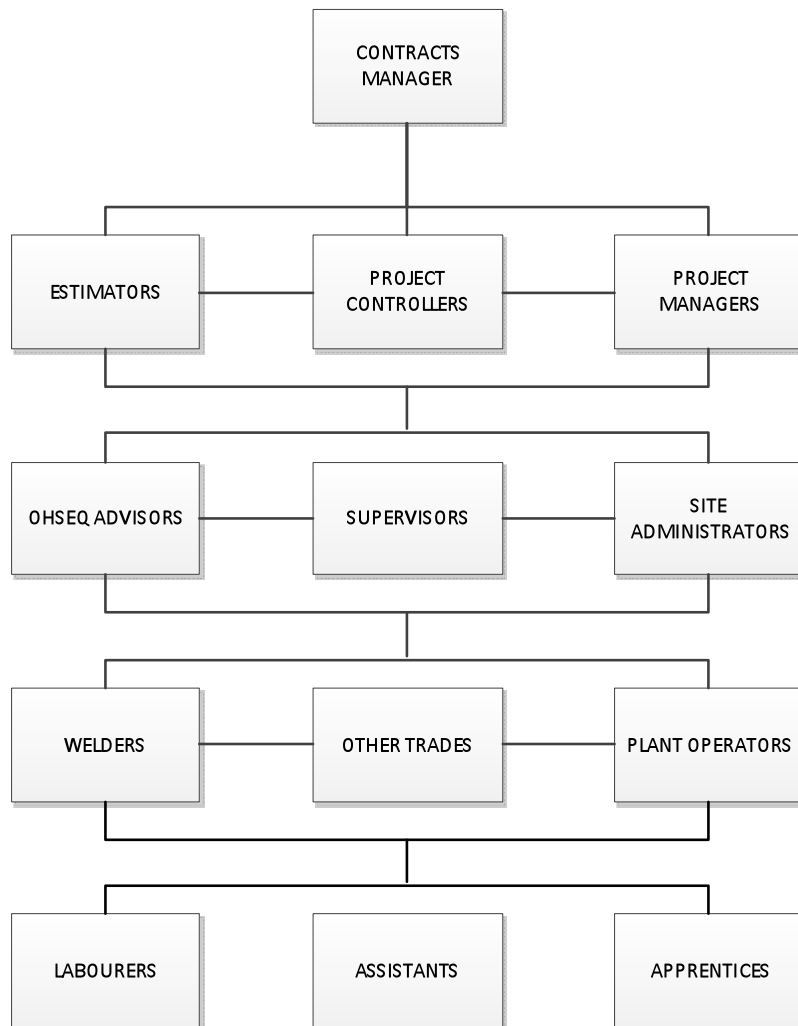 CONTRACTS
MANAGER
ESTIMATORS
PROJECT
CONTROLLERS
PROJECT
MANAGERS
OHSEQ ADVISORS
SUPERVISORS
SITE
ADMINISTRATORS
WELDERS
OTHER TRADES
PLANT OPERATORS
LABOURERS
ASSISTANTS
APPRENTICES